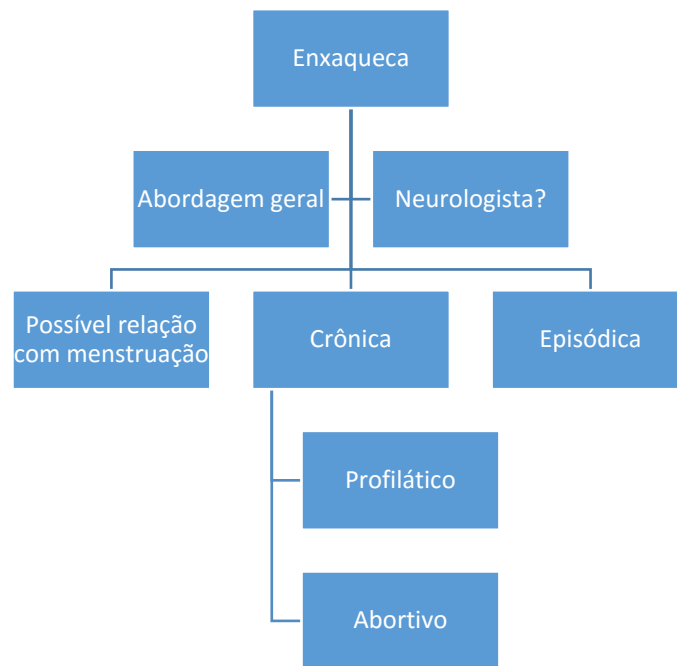 Enxaqueca
Abordagem geral
Neurologista?
Possível relação
com menstruação
Crônica
Episódica
Profilático
Abortivo